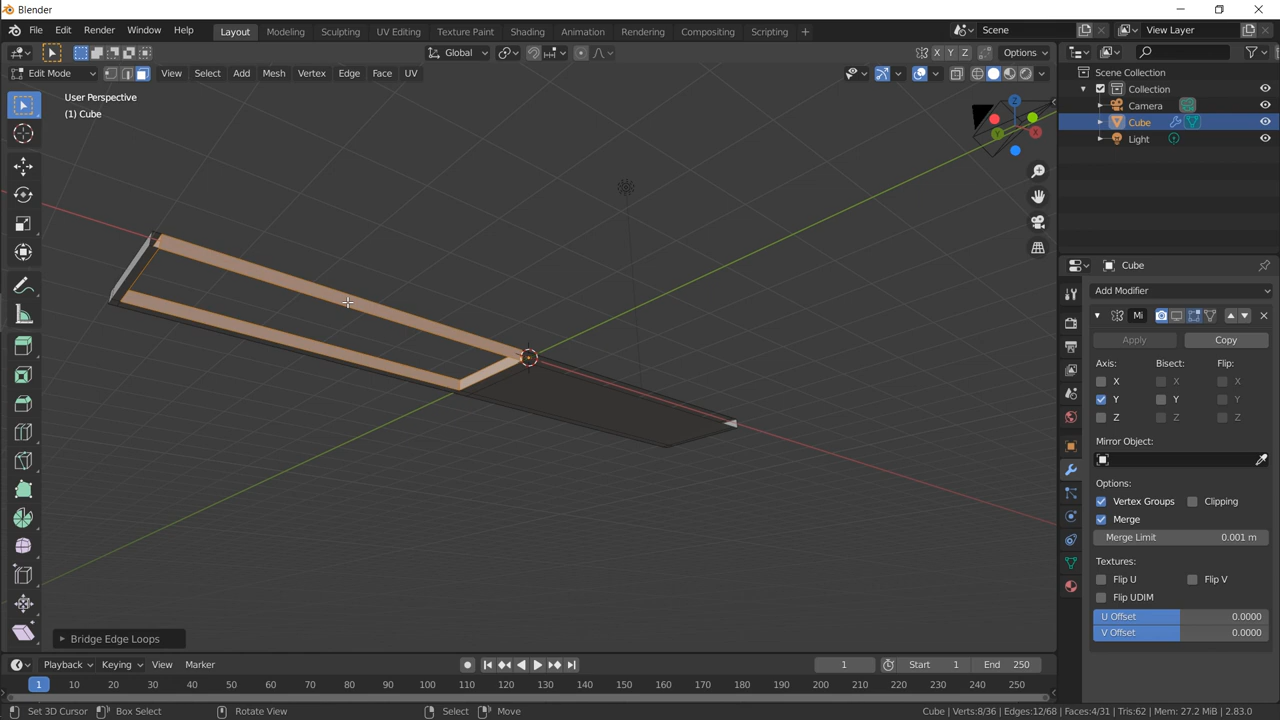 Blender
File Edit Render Window Help Layout Modeling Sculpting UV Editing Texture Paint Shading Animation Rendering Compositing Scripting + Scene View Layer
Global X Y Z Options
Edit Mode View Select Add Mesh Vertex Edge Face UV
User Perspective
(1) Cube
Z
Y
X
Scene Collection
Collection
Camera
Cube
Light
Cube
Add Modifier
Mi
Apply Copy
Axis: Bisect: Flip:
X X X
Y Y Y
Z Z Z
Mirror Object:
Options:
Vertex Groups Clipping
Merge
Merge Limit 0.001 m
Textures:
Flip U Flip V
Flip UDIM
U Offset 0.0000
V Offset 0.0000
Bridge Edge Loops
Playback Keying View Marker 1 Start 1 End 250
1 10 20 30 40 50 60 70 80 90 100 110 120 130 140 150 160 170 180 190 200 210 220 230 240 250
Set 3D Cursor Box Select Rotate View Select Move Cube | Verts:8/36 | Edges:12/68 | Faces:4/31 | Tris:62 | Mem: 27.2 MiB | 2.83.0